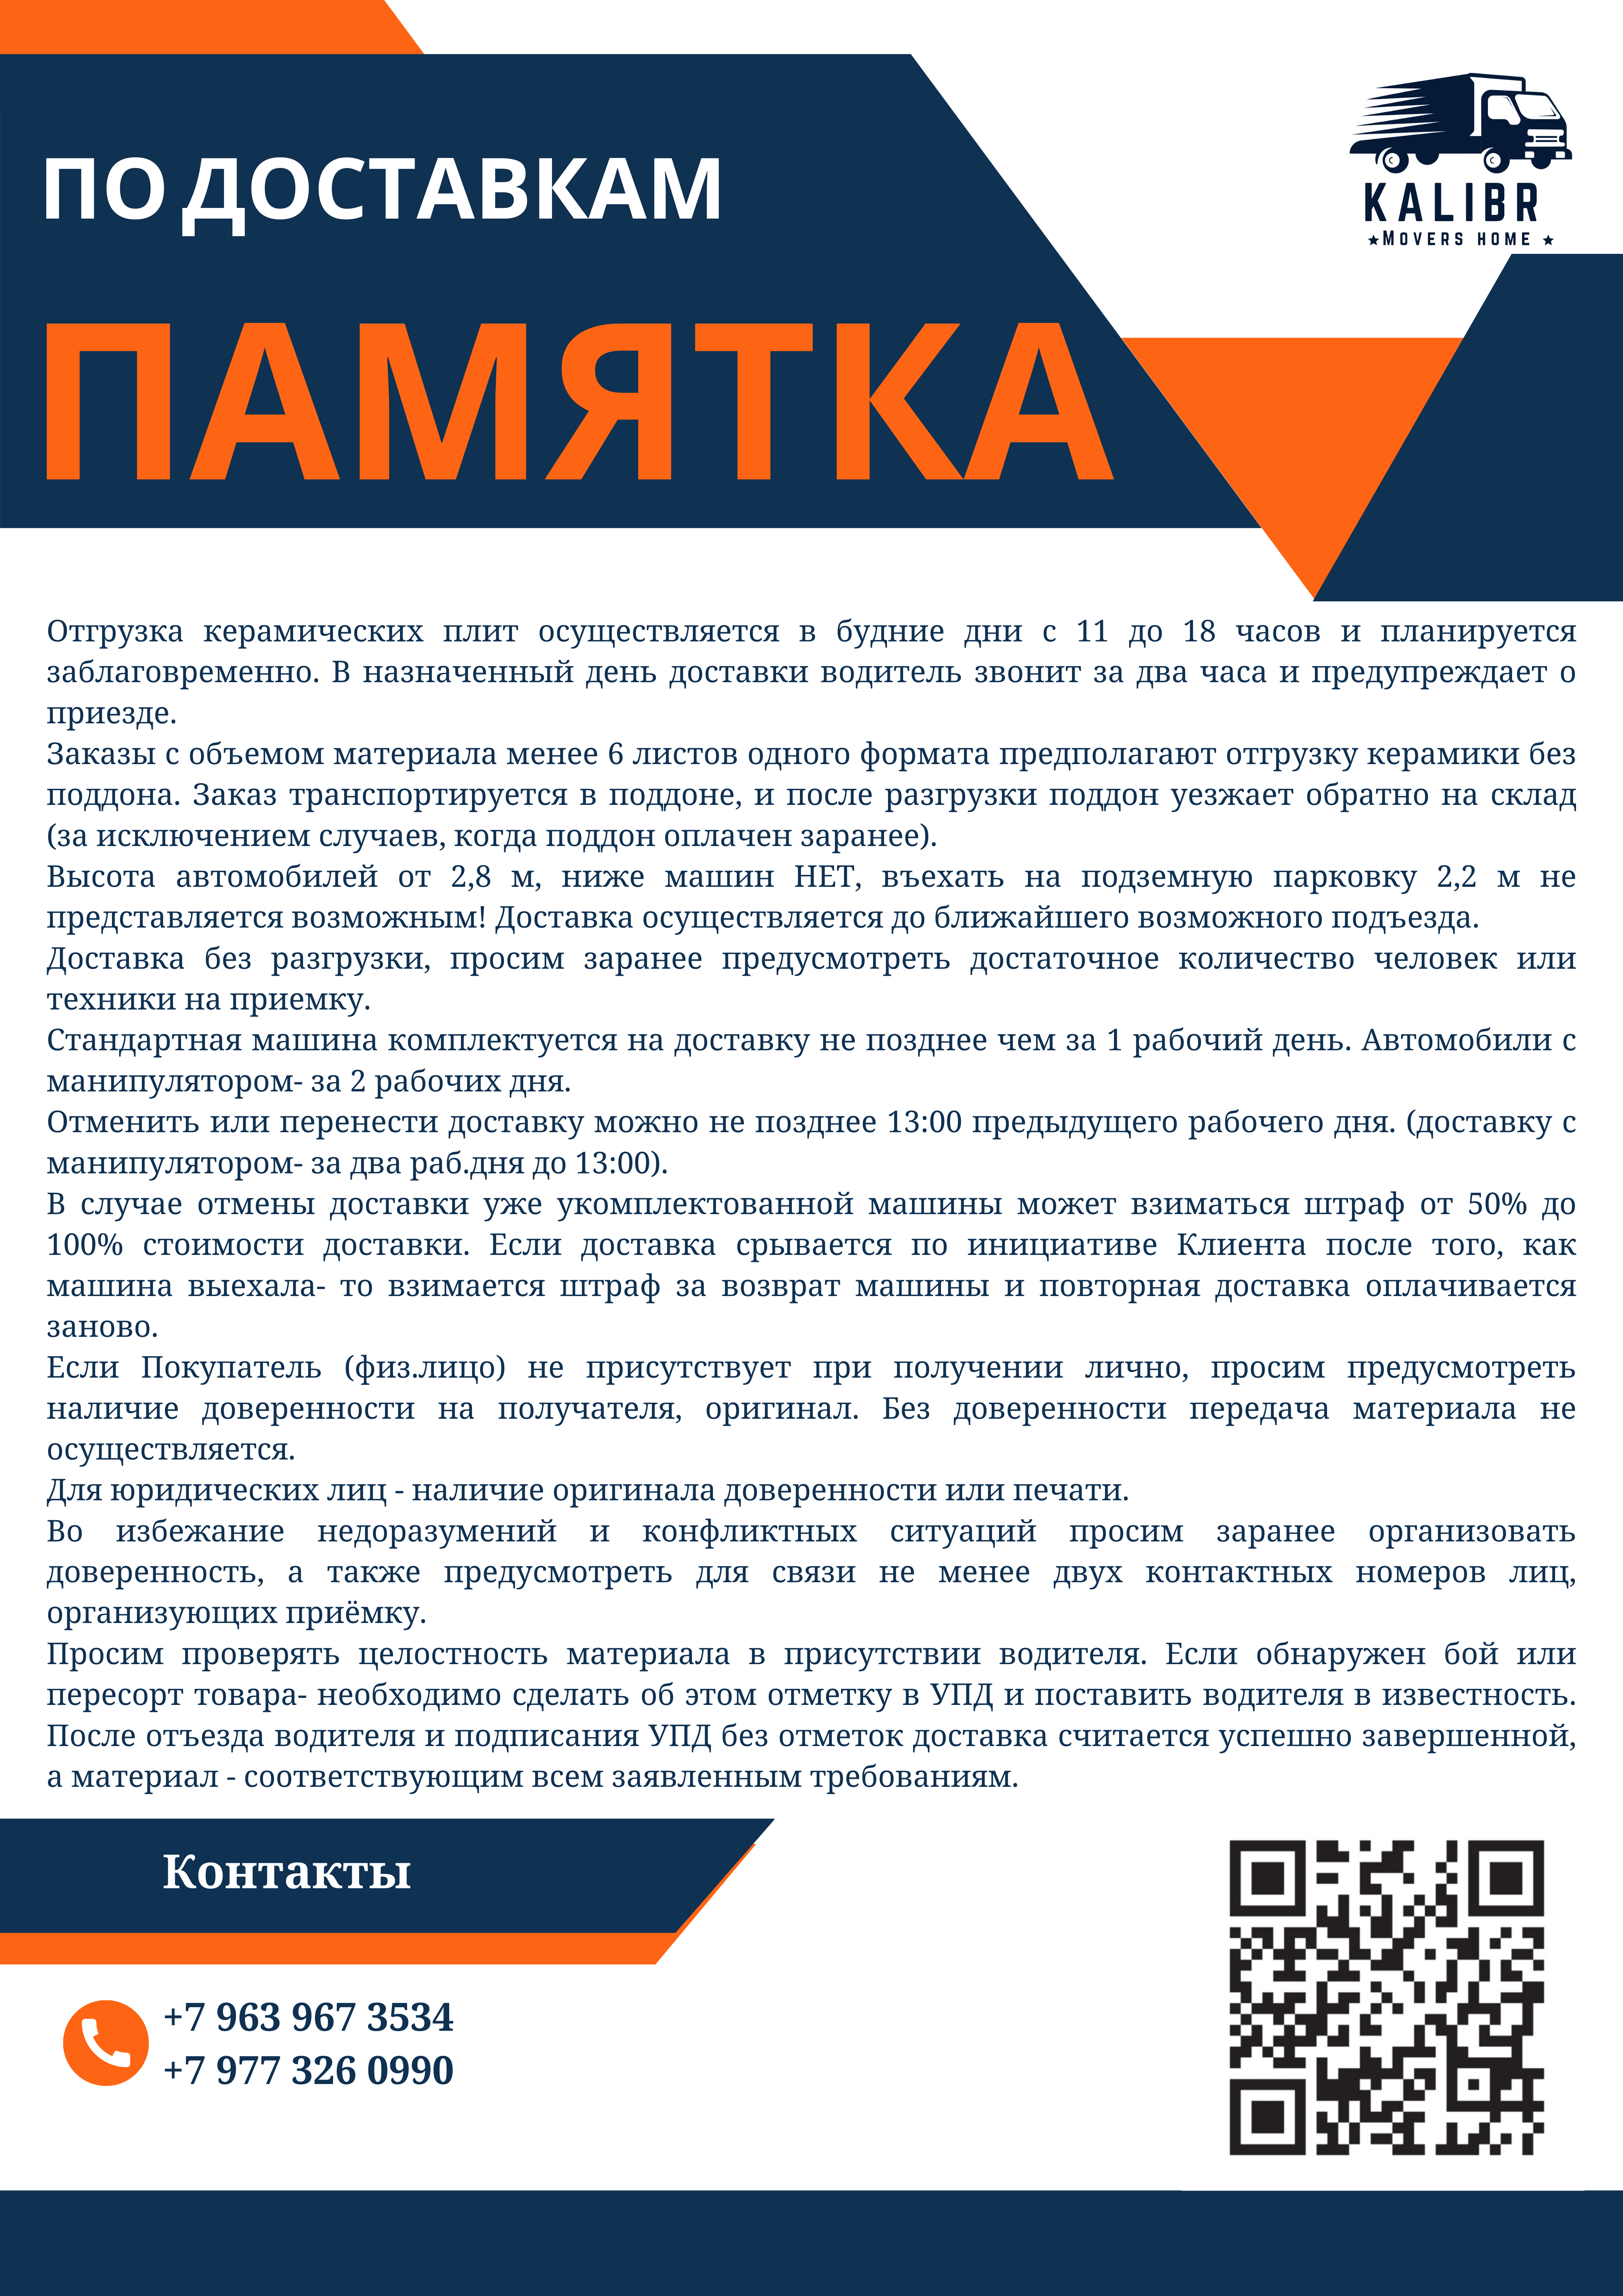 ПО ДОСТАВКАМ
KALIBR
★MOVERS HOME★
ПАМЯТКА
Отгрузка керамических плит осуществляется в будние дни с 11 до 18 часов и планируется
заблаговременно. В назначенный день доставки водитель звонит за два часа и предупреждает о
приезде.
Заказы с объемом материала менее 6 листов одного формата предполагают отгрузку керамики без
поддона. Заказ транспортируется в поддоне, и после разгрузки поддон уезжает обратно на склад
(за исключением случаев, когда поддон оплачен заранее).
Высота автомобилей от 2,8 м, ниже машин НЕТ, въехать на подземную парковку 2,2 м не
представляется возможным! Доставка осуществляется до ближайшего возможного подъезда.
Доставка без разгрузки, просим заранее предусмотреть достаточное количество человек или
техники на приемку.
Стандартная машина комплектуется на доставку не позднее чем за 1 рабочий день. Автомобили с
манипулятором- за 2 рабочих дня.
Отменить или перенести доставку можно не позднее 13:00 предыдущего рабочего дня. (доставку с
манипулятором- за два раб.дня до 13:00).
В случае отмены доставки уже укомплектованной машины может взиматься штраф от 50% до
100% стоимости доставки. Если доставка срывается по инициативе Клиента после того, как
машина выехала- то взимается штраф за возврат машины и повторная доставка оплачивается
заново.
Если Покупатель (физ.лицо) не присутствует при получении лично, просим предусмотреть
наличие доверенности на получателя, оригинал. Без доверенности передача материала не
осуществляется.
Для юридических лиц - наличие оригинала доверенности или печати.
Во избежание недоразумений и конфликтных ситуаций просим заранее организовать
доверенность, а также предусмотреть для связи не менее двух контактных номеров лиц,
организующих приёмку.
Просим проверять целостность материала в присутствии водителя. Если обнаружен бой или
пересорт товара- необходимо сделать об этом отметку в УПД и поставить водителя в известность.
После отъезда водителя и подписания УПД без отметок доставка считается успешно завершенной,
а материал - соответствующим всем заявленным требованиям.
Контакты
+7 963 967 3534
+7 977 326 0990